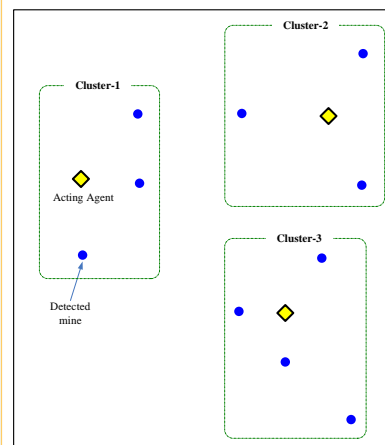 Cluster-2
Cluster-1
Acting Agent
Cluster-3
Detected
mine